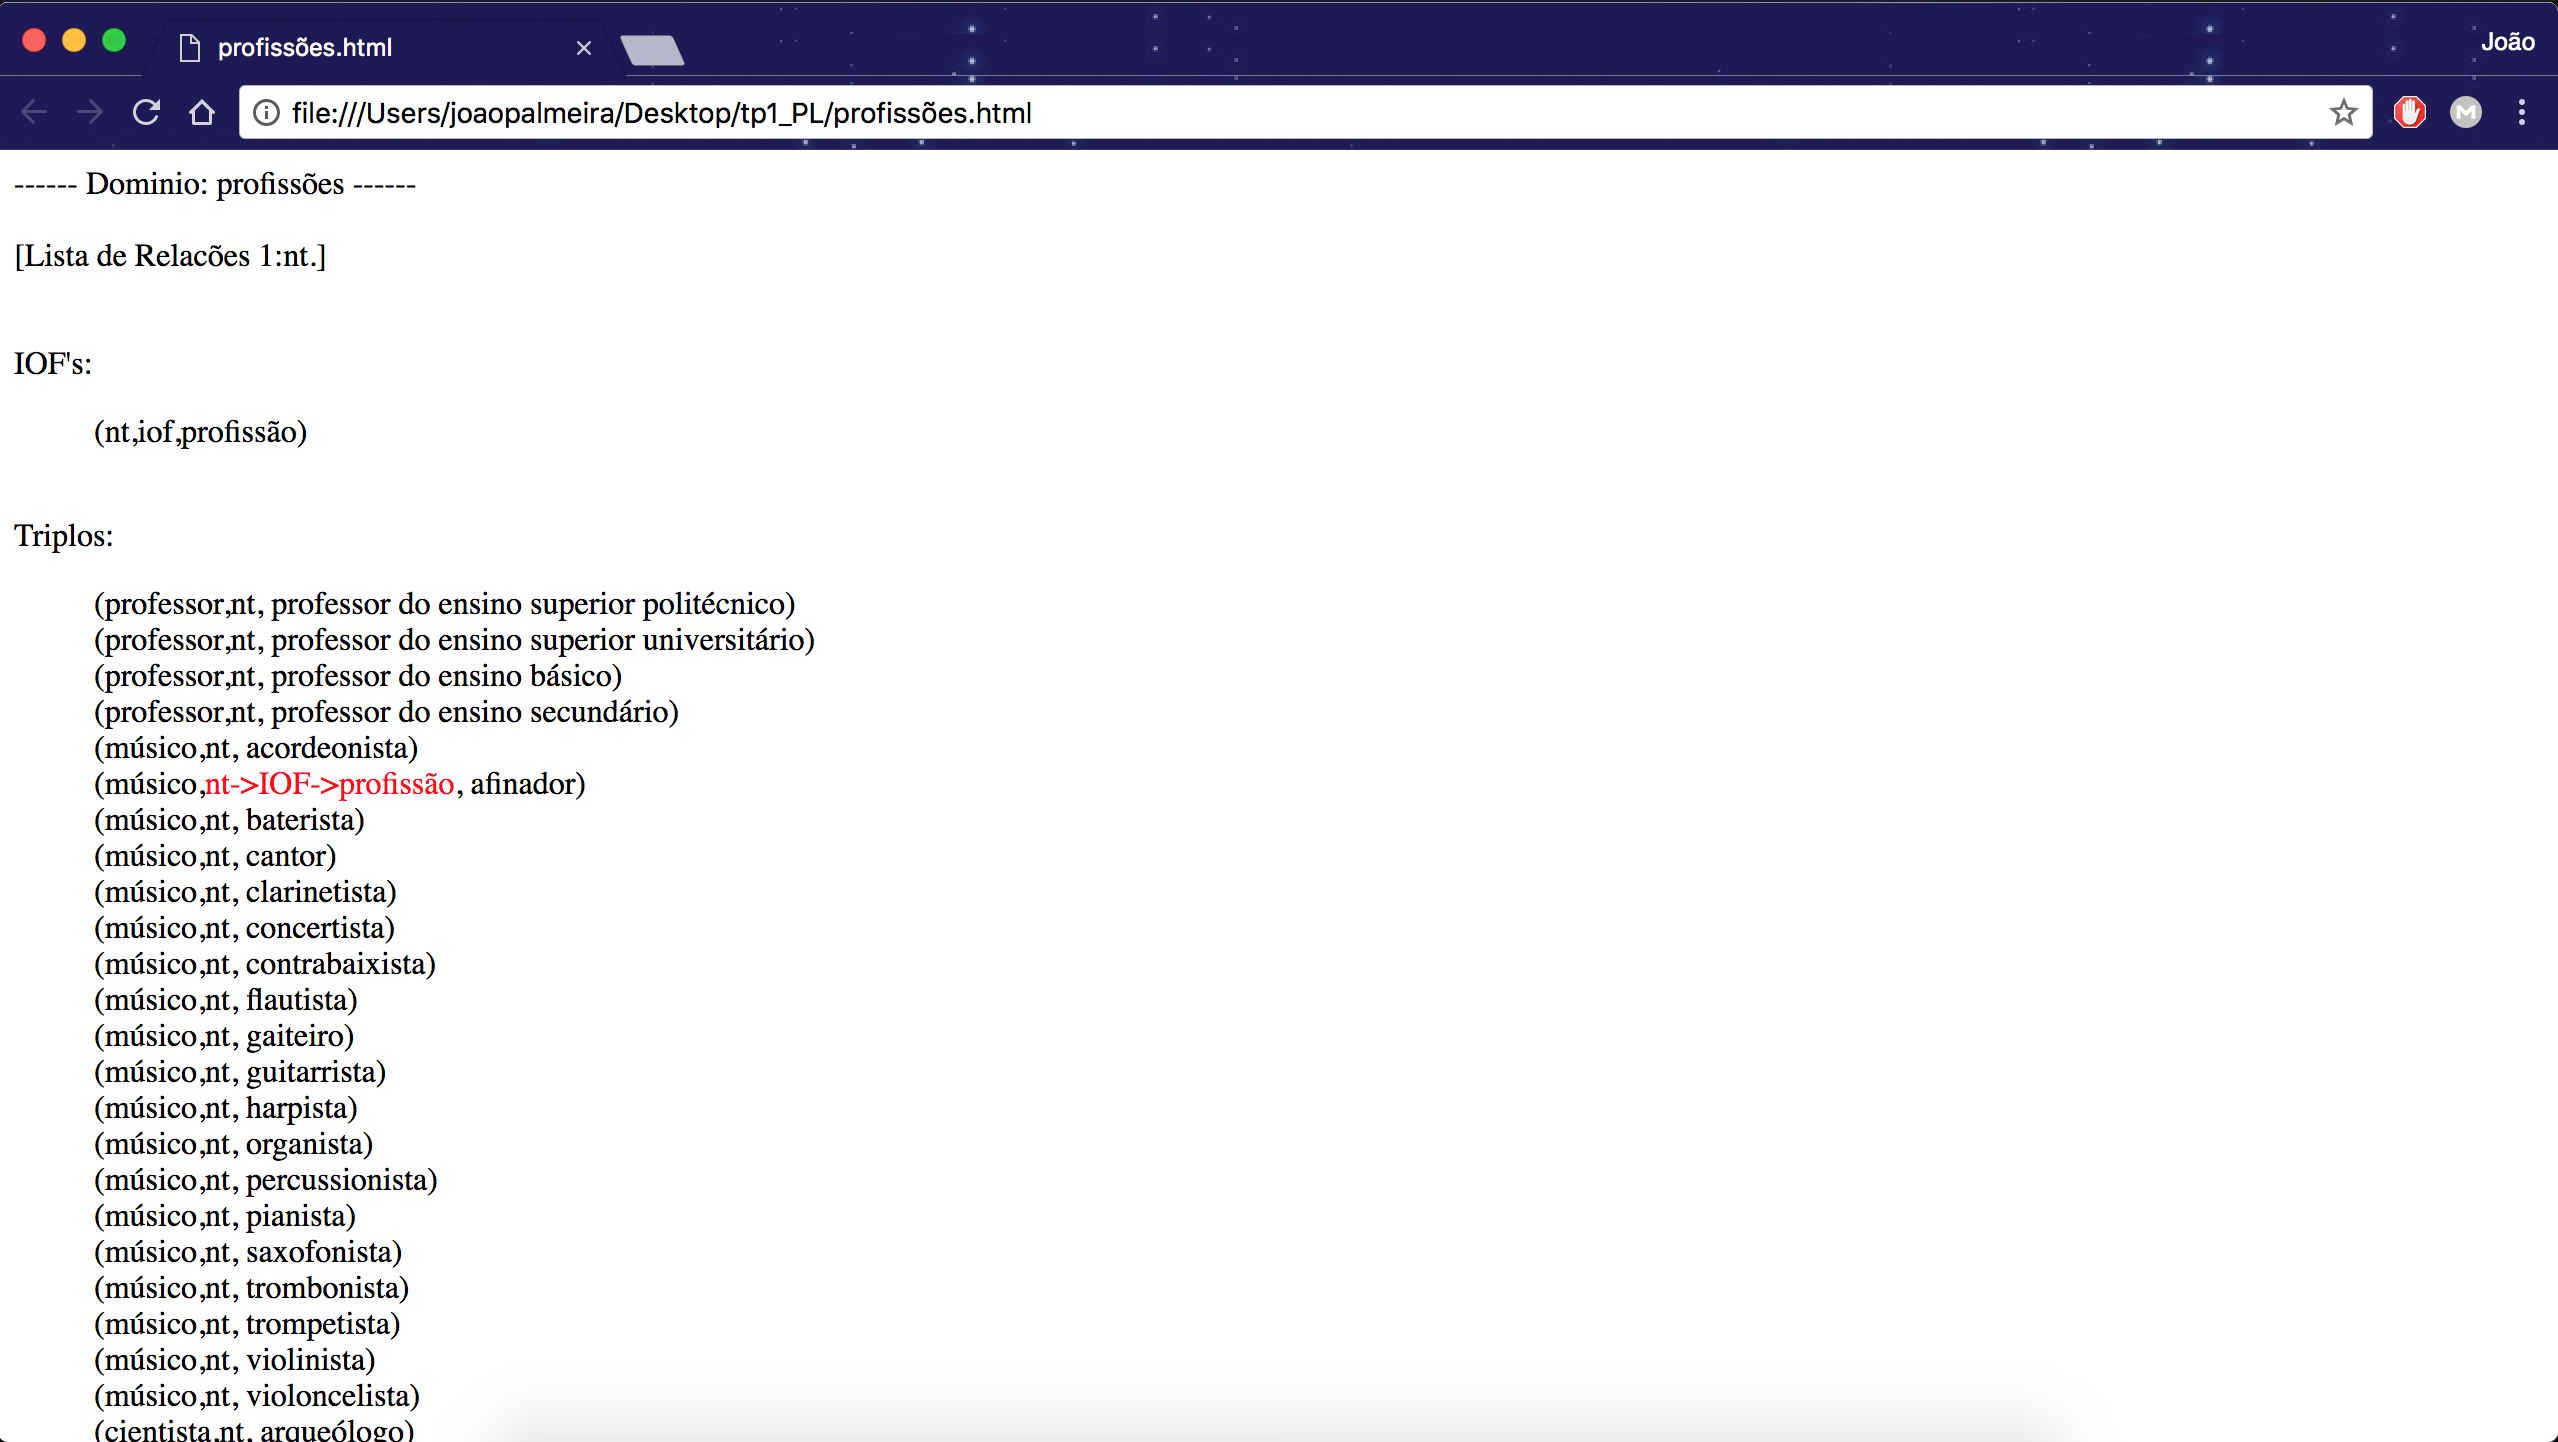 profissões.html
João
file:///Users/joaopalmeira/Desktop/tp1_PL/profissões.html
------ Dominio: profissões ------
[Lista de Relacões 1:nt.]
IOF's:
(nt,iof,profissão)
Triplos:
(professor,nt, professor do ensino superior politécnico)
(professor,nt, professor do ensino superior universitário)
(professor,nt, professor do ensino básico)
(professor,nt, professor do ensino secundário)
(músico,nt, acordeonista)
(músico,nt->IOF->profissão, afinador)
(músico,nt, baterista)
(músico,nt, cantor)
(músico,nt, clarinetista)
(músico,nt, concertista)
(músico,nt, contrabaixista)
(músico,nt, flautista)
(músico,nt, gaiteiro)
(músico,nt, guitarrista)
(músico,nt, harpista)
(músico,nt, organista)
(músico,nt, percussionista)
(músico,nt, pianista)
(músico,nt, saxofonista)
(músico,nt, trombonista)
(músico,nt, trompetista)
(músico,nt, violinista)
(músico,nt, violoncelista)
(cientista,nt, arqueólogo)